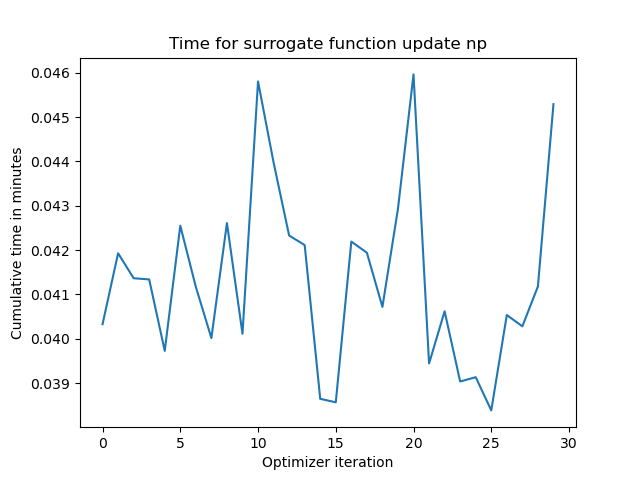 Time for surrogate function update np
0.046
0.045
0.044
0.043
0.042
0.041
0.040
0.039
Cumulative time in minutes
0 5 10 15 20 25 30
Optimizer iteration